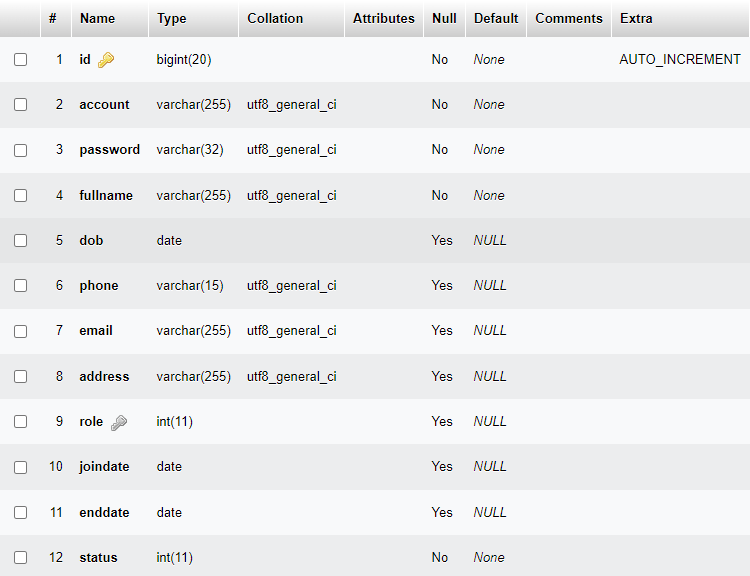 # Name Type Collation Attributes Null Default Comments Extra
1 id bigint(20) No None AUTO_INCREMENT
2 account varchar(255) utf8_general_ci No None
3 password varchar(32) utf8_general_ci No None
4 fullname varchar(255) utf8_general_ci No None
5 dob date Yes NULL
6 phone varchar(15) utf8_general_ci Yes NULL
7 email varchar(255) utf8_general_ci Yes NULL
8 address varchar(255) utf8_general_ci Yes NULL
9 role int(11) Yes NULL
10 joindate date Yes NULL
11 enddate date Yes NULL
12 status int(11) No None